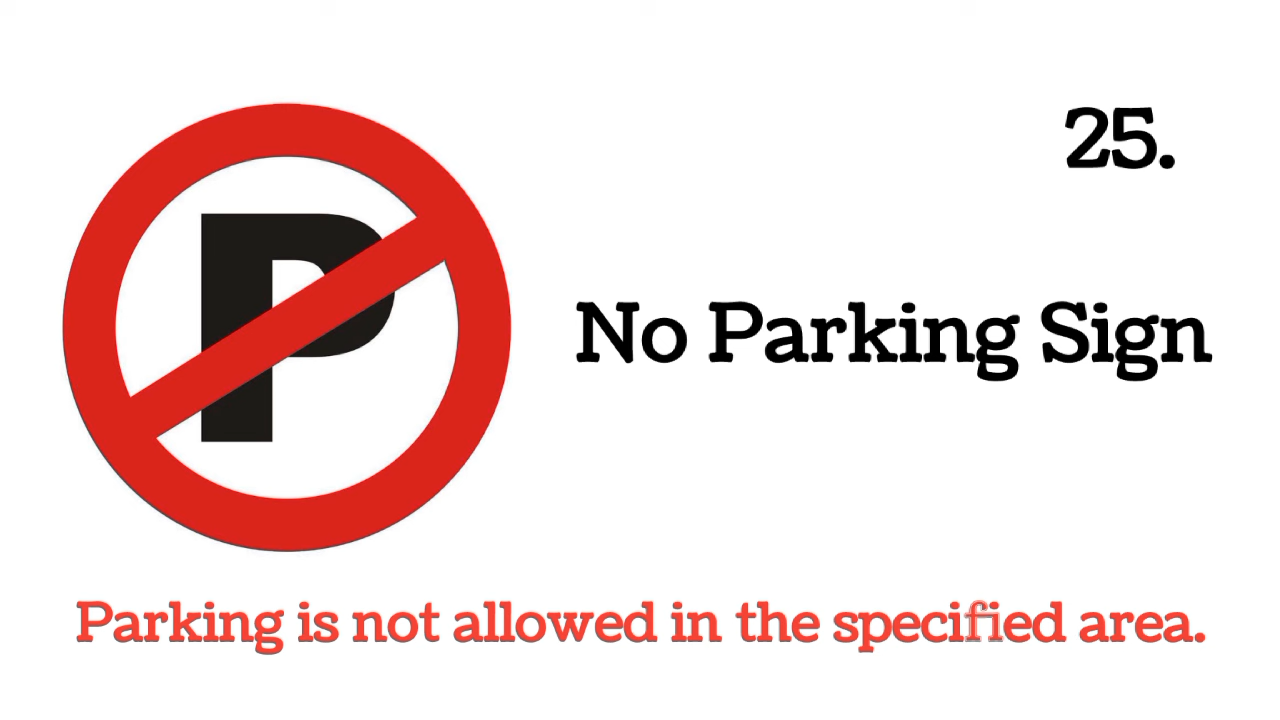 25.
P
No Parking Sign
Parking is not allowed in the specified area.